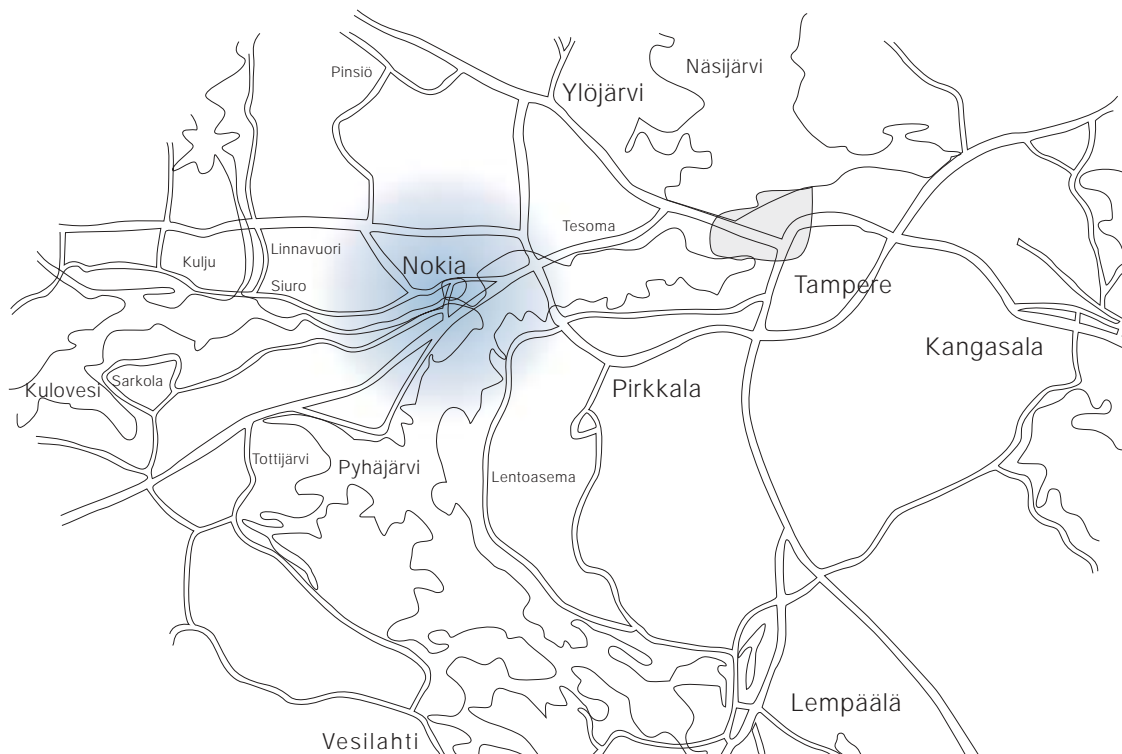 Näsijärvi
Pinsiö
Ylöjärvi
Tesoma
Linnavuori
Kulju
Nokia
Siuro
Tampere
Kangasala
Sarkola
Kulovesi
Pirkkala
Tottijärvi
Pyhäjärvi
Lentoasema
Lempäälä
Vesilahti